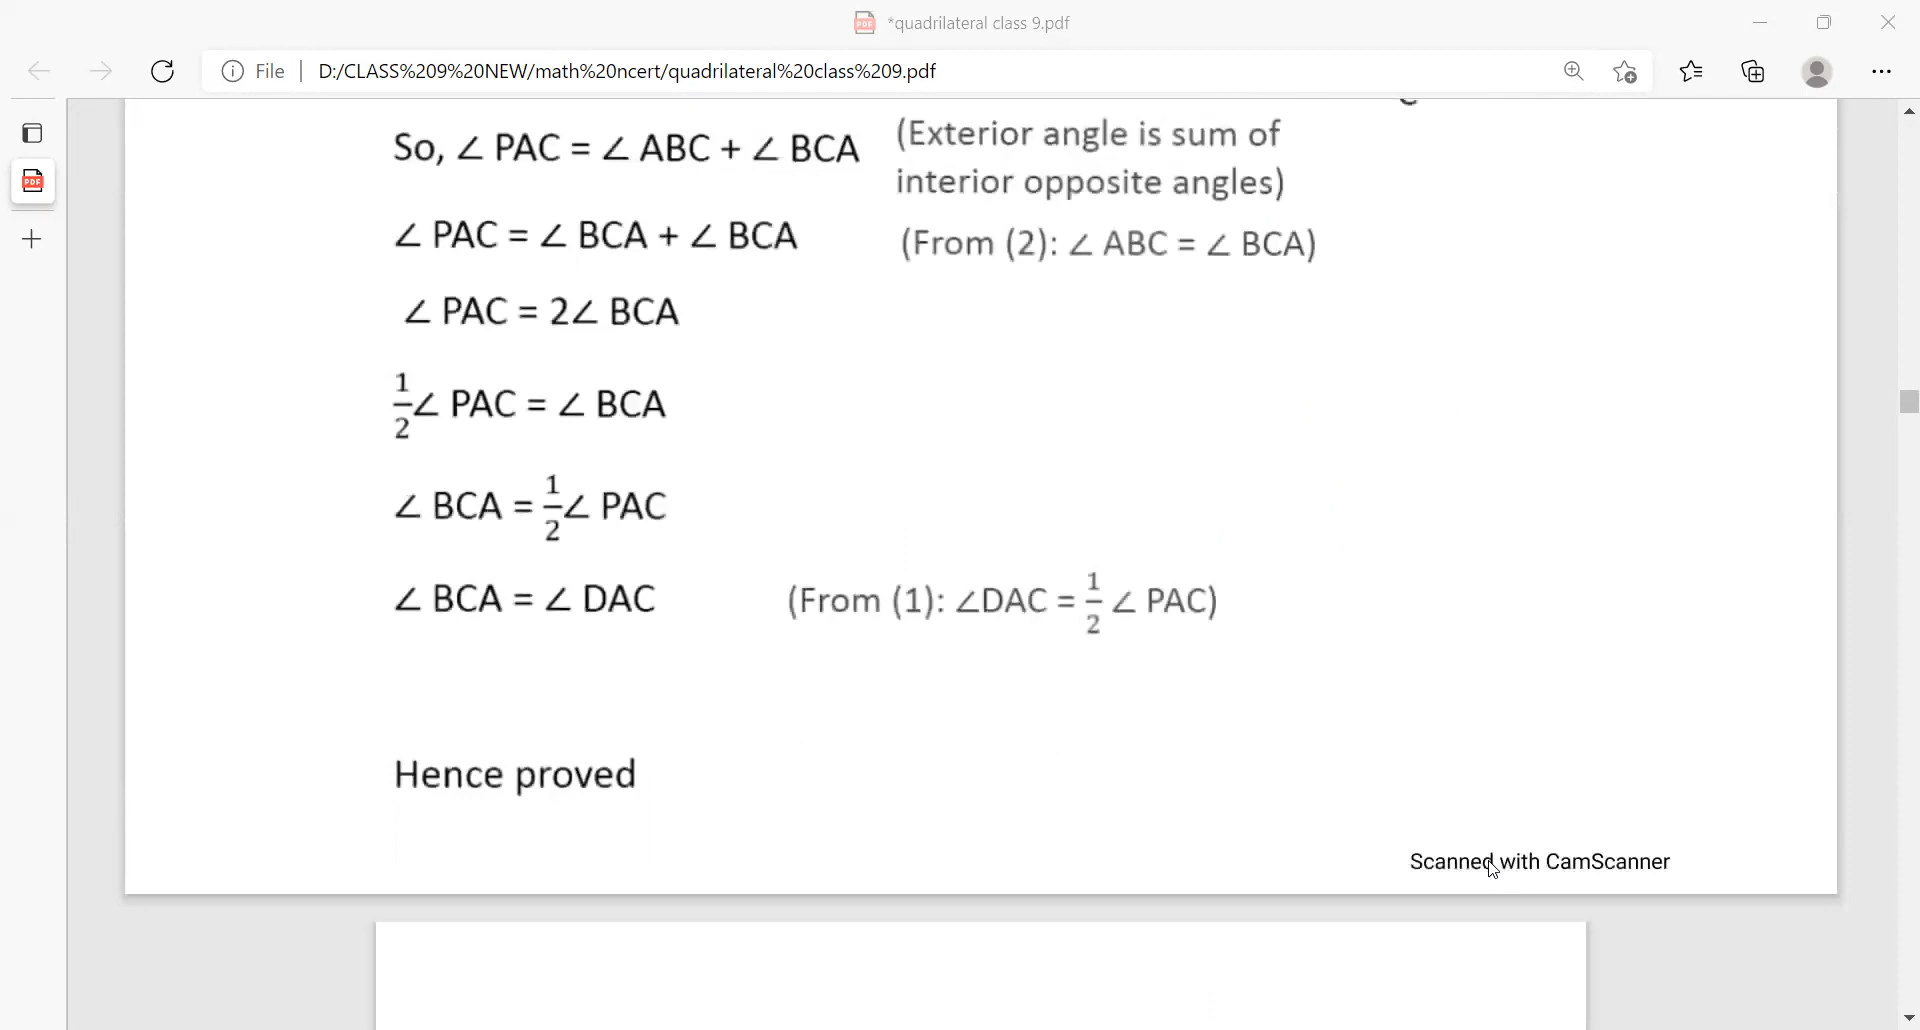 *quadrilateral class 9.pdf
File | D:/CLASS%209%20NEW/math%20ncert/quadrilateral%20class%209.pdf
So, ∠ PAC = ∠ ABC + ∠ BCA (Exterior angle is sum of
interior opposite angles)
∠ PAC = ∠ BCA + ∠ BCA (From (2): ∠ ABC = ∠ BCA)
∠ PAC = 2∠ BCA
1/2 ∠ PAC = ∠ BCA
∠ BCA = 1/2 ∠ PAC
∠ BCA = ∠ DAC (From (1): ∠DAC = 1/2 ∠ PAC)
Hence proved
Scanned with CamScanner